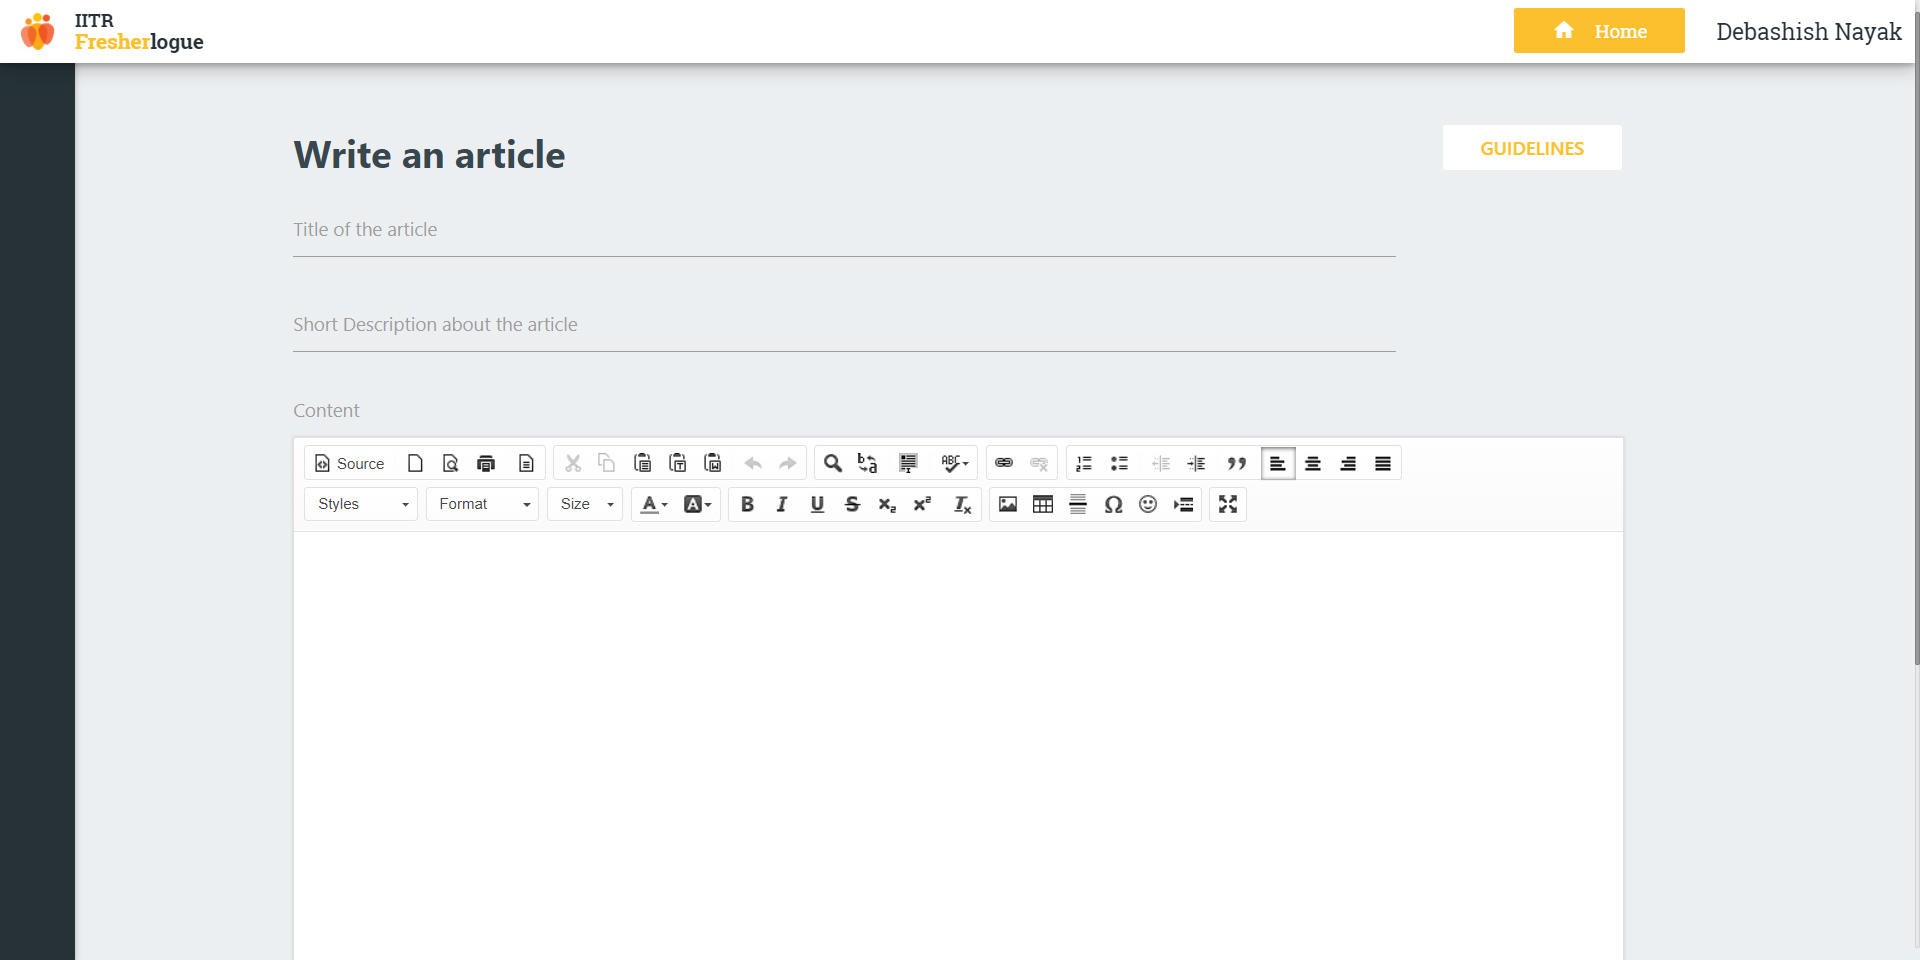 IITR
Fresherlogue
Home
Debashish Nayak
Write an article
GUIDELINES
Title of the article
Short Description about the article
Content
Source
ABC
Styles
Format
Size